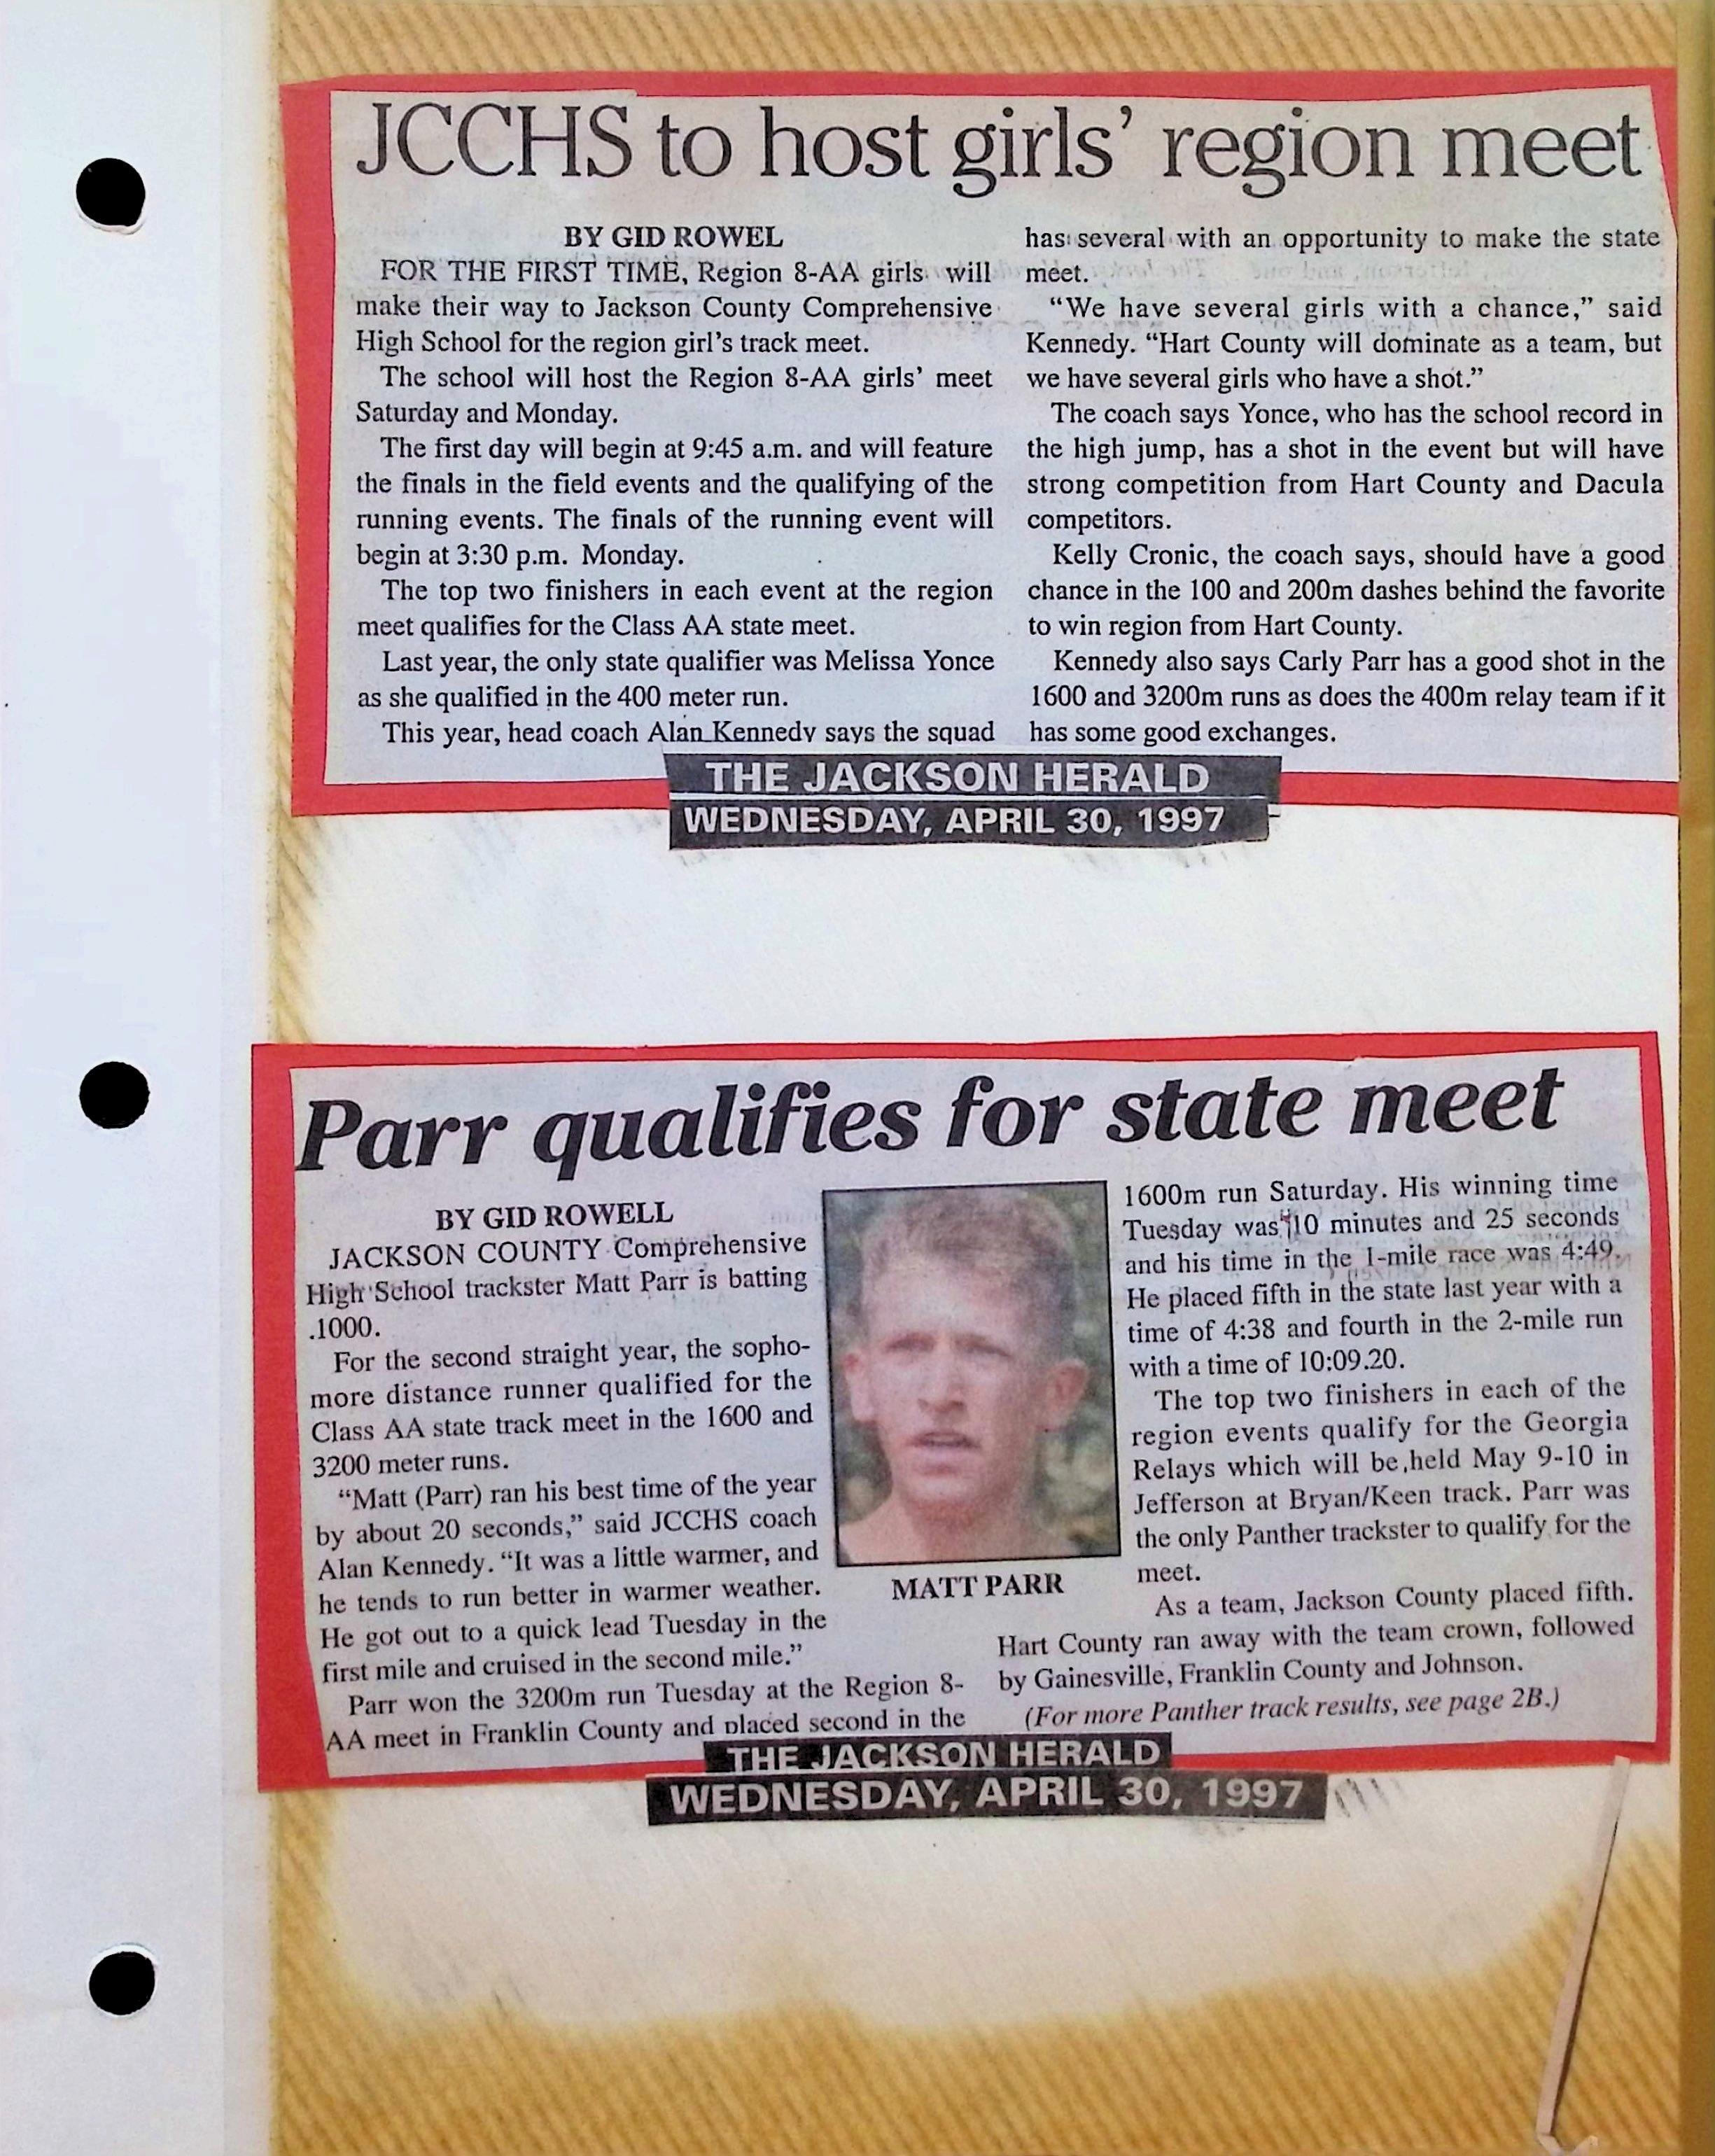 JCCHS to host girls’ region meet
BY GID ROWEL
FOR THE FIRST TIME, Region 8-AA girls will
make their way to Jackson County Comprehensive
High School for the region girl’s track meet.
The school will host the Region 8-AA girls’ meet
Saturday and Monday.
The first day will begin at 9:45 a.m. and will feature
the finals in the field events and the qualifying of the
running events. The finals of the running event will
begin at 3:30 p.m. Monday.
The top two finishers in each event at the region
meet qualifies for the Class AA state meet.
Last year, the only state qualifier was Melissa Yonce
as she qualified in the 400 meter run.
This year, head coach Alan Kennedy says the squad
has several with an opportunity to make the state
meet.
“We have several girls with a chance,” said
Kennedy. “Hart County will dominate as a team, but
we have several girls who have a shot.”
The coach says Yonce, who has the school record in
the high jump, has a shot in the event but will have
strong competition from Hart County and Dacula
competitors.
Kelly Cronic, the coach says, should have a good
chance in the 100 and 200m dashes behind the favorite
to win region from Hart County.
Kennedy also says Carly Parr has a good shot in the
1600 and 3200m runs as does the 400m relay team if it
has some good exchanges.
THE JACKSON HERALD
WEDNESDAY, APRIL 30, 1997
Parr qualifies for state meet
BY GID ROWELL
JACKSON COUNTY Comprehensive
High School trackster Matt Parr is batting
.1000.
For the second straight year, the sopho-
more distance runner qualified for the
Class AA state track meet in the 1600 and
3200 meter runs.
“Matt (Parr) ran his best time of the year
by about 20 seconds,” said JCCHS coach
Alan Kennedy. “It was a little warmer, and
he tends to run better in warmer weather.
He got out to a quick lead Tuesday in the
first mile and cruised in the second mile.”
Parr won the 3200m run Tuesday at the Region 8-
AA meet in Franklin County and placed second in the
MATT PARR
1600m run Saturday. His winning time
Tuesday was 10 minutes and 25 seconds
and his time in the 1-mile race was 4:49.
He placed fifth in the state last year with a
time of 4:38 and fourth in the 2-mile run
with a time of 10:09.20.
The top two finishers in each of the
region events qualify for the Georgia
Relays which will be held May 9-10 in
Jefferson at Bryan/Keen track. Parr was
the only Panther trackster to qualify for the
meet.
As a team, Jackson County placed fifth.
Hart County ran away with the team crown, followed
by Gainesville, Franklin County and Johnson.
(For more Panther track results, see page 2B.)
THE JACKSON HERALD
WEDNESDAY, APRIL 30, 1997